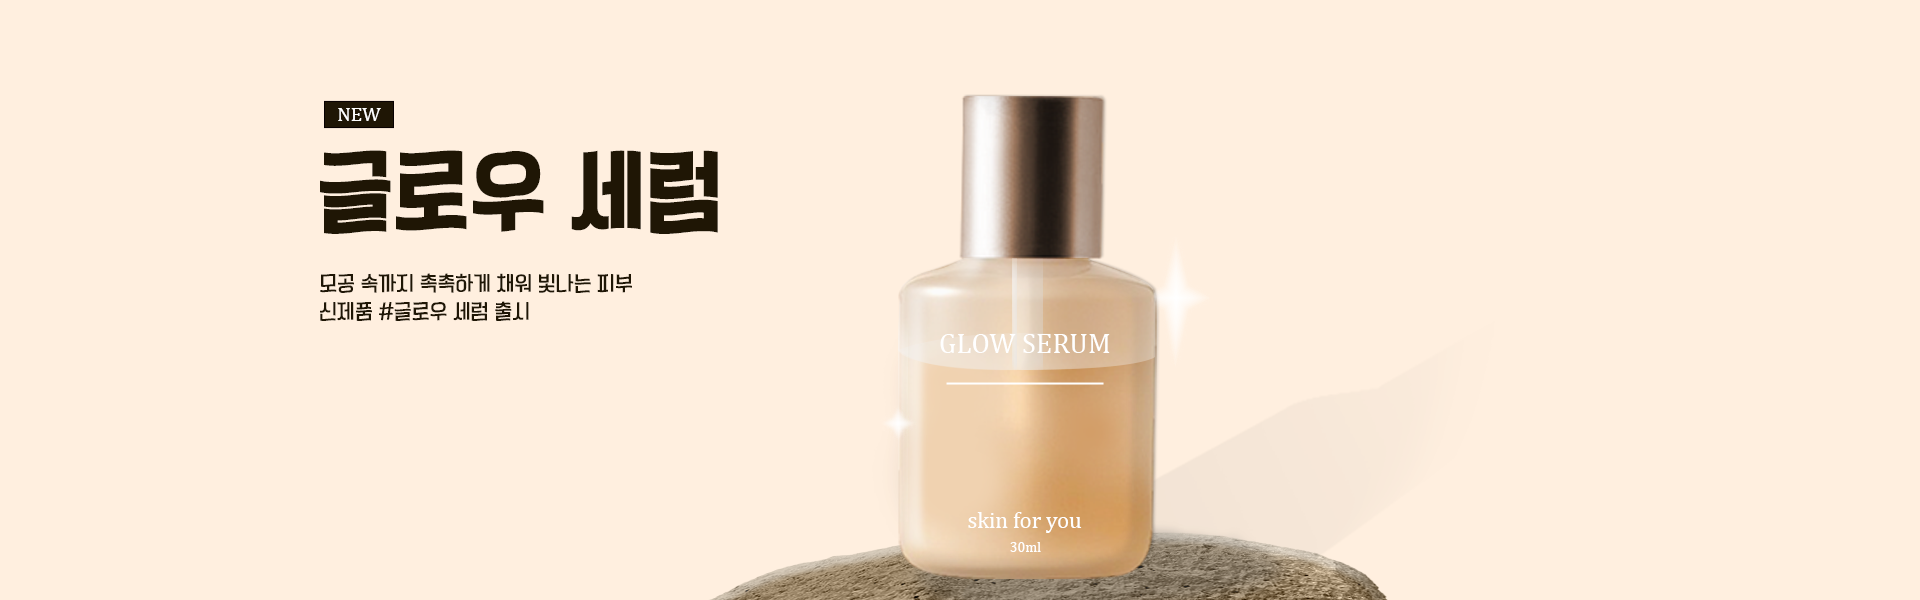 NEW
글로우 세럼
모공 속까지 촉촉하게 채워 빛나는 피부
신제품 #글로우 세럼 출시
GLOW SERUM
skin for you
30ml